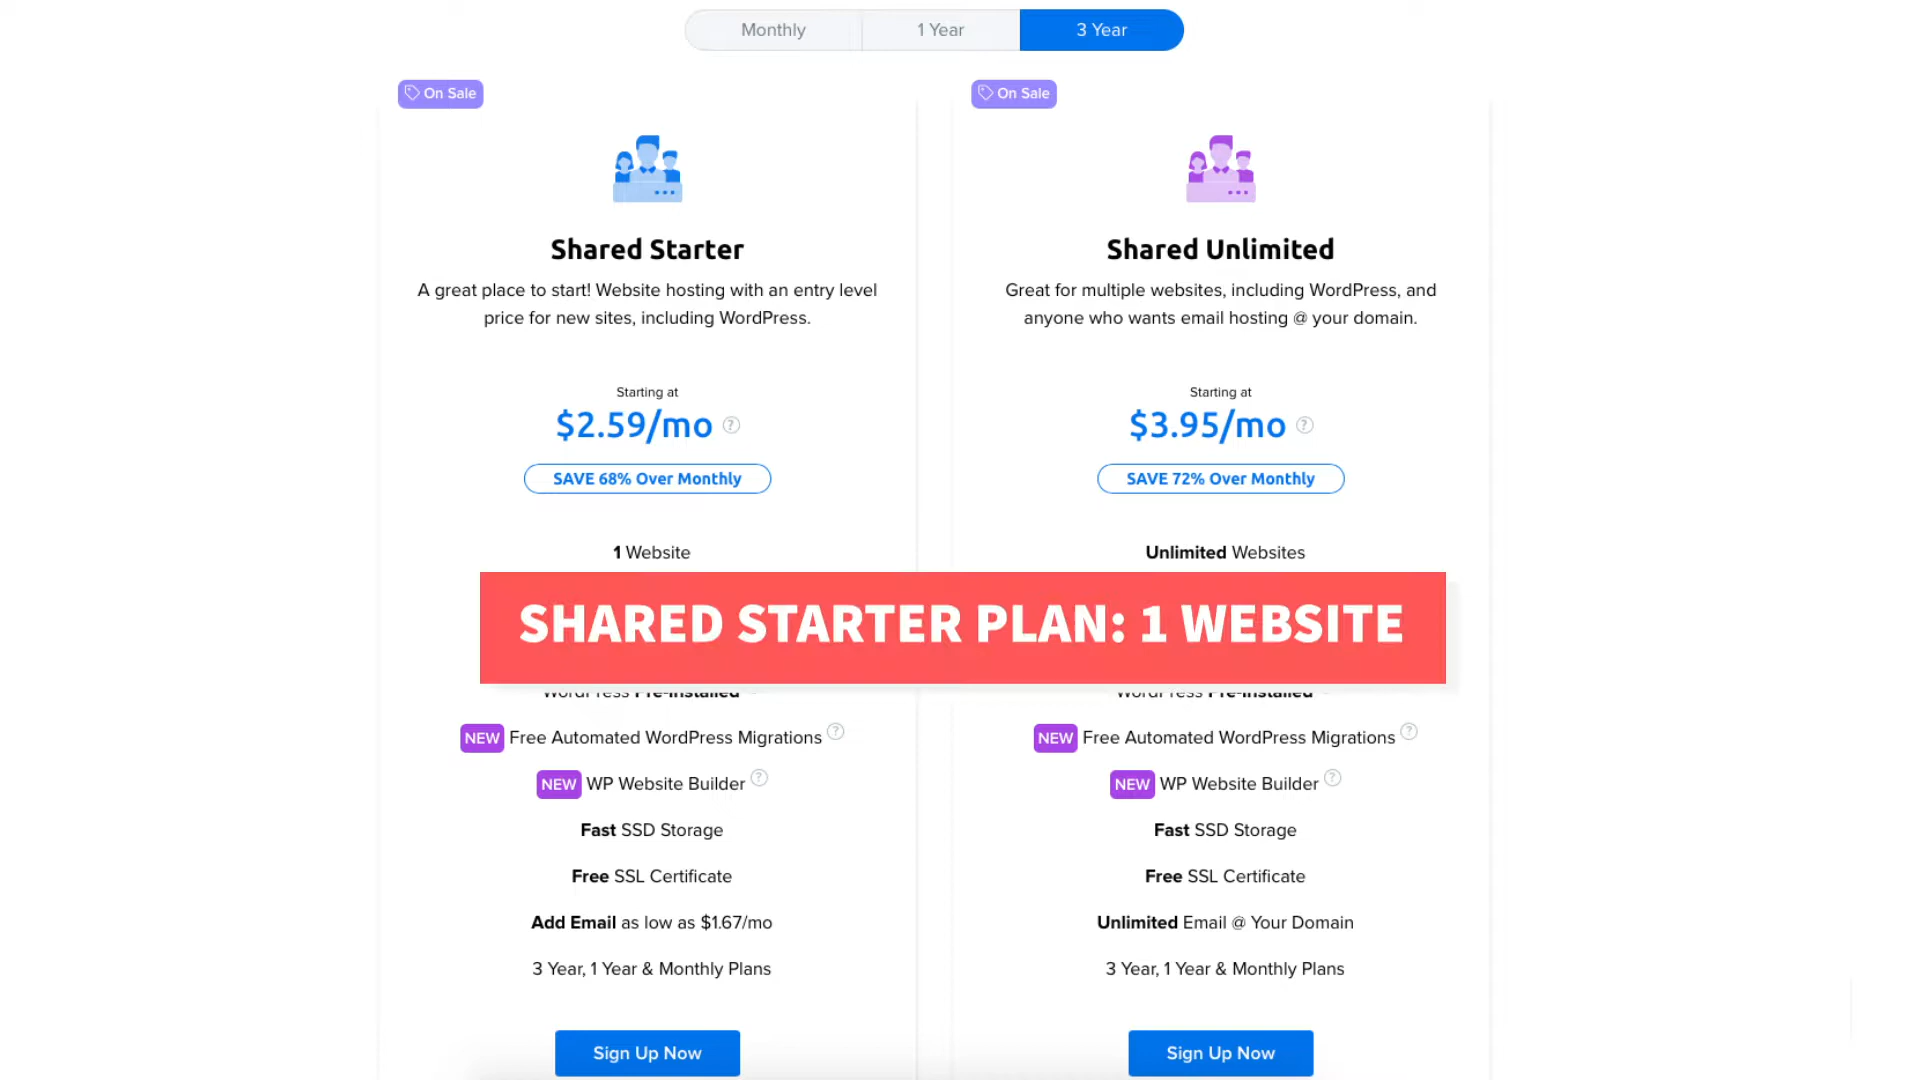 Monthly
1 Year
3 Year
On Sale
Shared Starter
A great place to start! Website hosting with an entry level
price for new sites, including WordPress.
Starting at
$2.59/mo ?
SAVE 68% Over Monthly
1 Website
WordPress Pre-Installed
NEW Free Automated WordPress Migrations ?
NEW WP Website Builder ?
Fast SSD Storage
Free SSL Certificate
Add Email as low as $1.67/mo
3 Year, 1 Year & Monthly Plans
Sign Up Now
On Sale
Shared Unlimited
Great for multiple websites, including WordPress, and
anyone who wants email hosting @ your domain.
Starting at
$3.95/mo ?
SAVE 72% Over Monthly
Unlimited Websites
WordPress Pre-Installed
NEW Free Automated WordPress Migrations ?
NEW WP Website Builder ?
Fast SSD Storage
Free SSL Certificate
Unlimited Email @ Your Domain
3 Year, 1 Year & Monthly Plans
Sign Up Now
SHARED STARTER PLAN: 1 WEBSITE